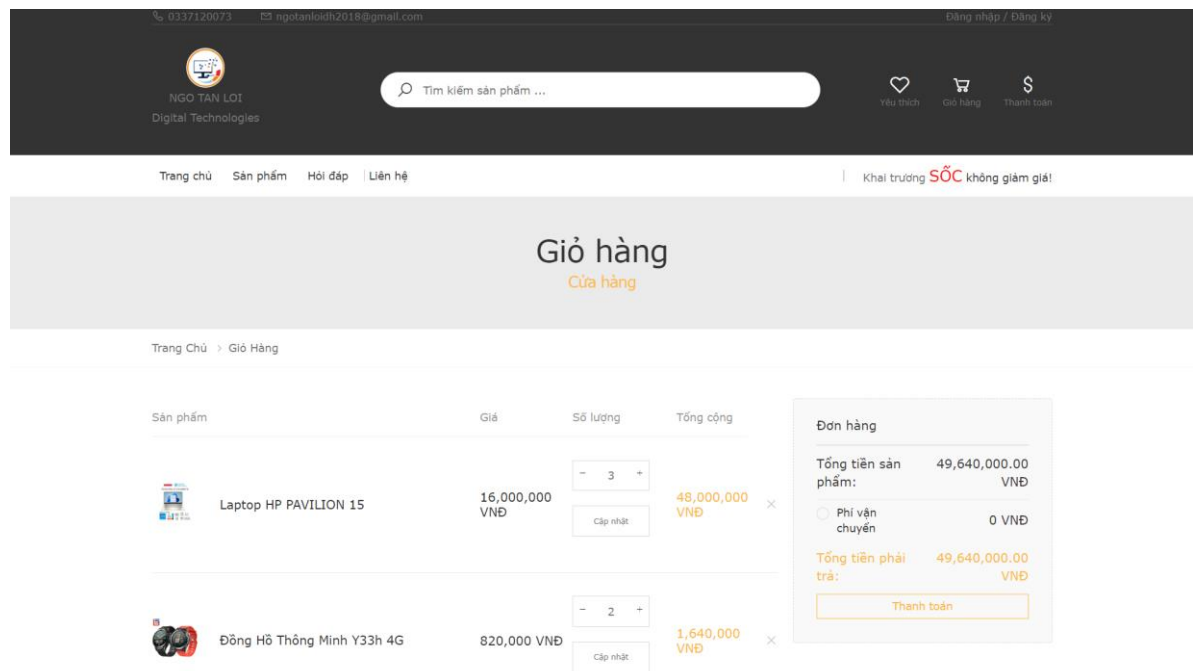 0337120073 ngotanloidh2018@gmail.com Đăng nhập / Đăng ký
NGO TAN LOI
Digital Technologies
Tìm kiếm sản phẩm ...
Yêu thích Giỏ hàng Thanh toán
Trang chủ Sản phẩm Hỏi đáp Liên hệ
Khai trương SỐC không giảm giá!
Giỏ hàng
Cửa hàng
Trang Chủ > Giỏ Hàng
Sản phẩm Giá Số lượng Tổng cộng
Laptop HP PAVILION 15
16,000,000
VNĐ
- 3 +
Cập nhật
48,000,000
VNĐ
×
Đồng Hồ Thông Minh Y33h 4G
820,000 VNĐ
- 2 +
Cập nhật
1,640,000
VNĐ
×
Đơn hàng
Tổng tiền sản 49,640,000.00
phẩm: VNĐ
Phí vận
chuyển
0 VNĐ
Tổng tiền phải 49,640,000.00
trả: VNĐ
Thanh toán